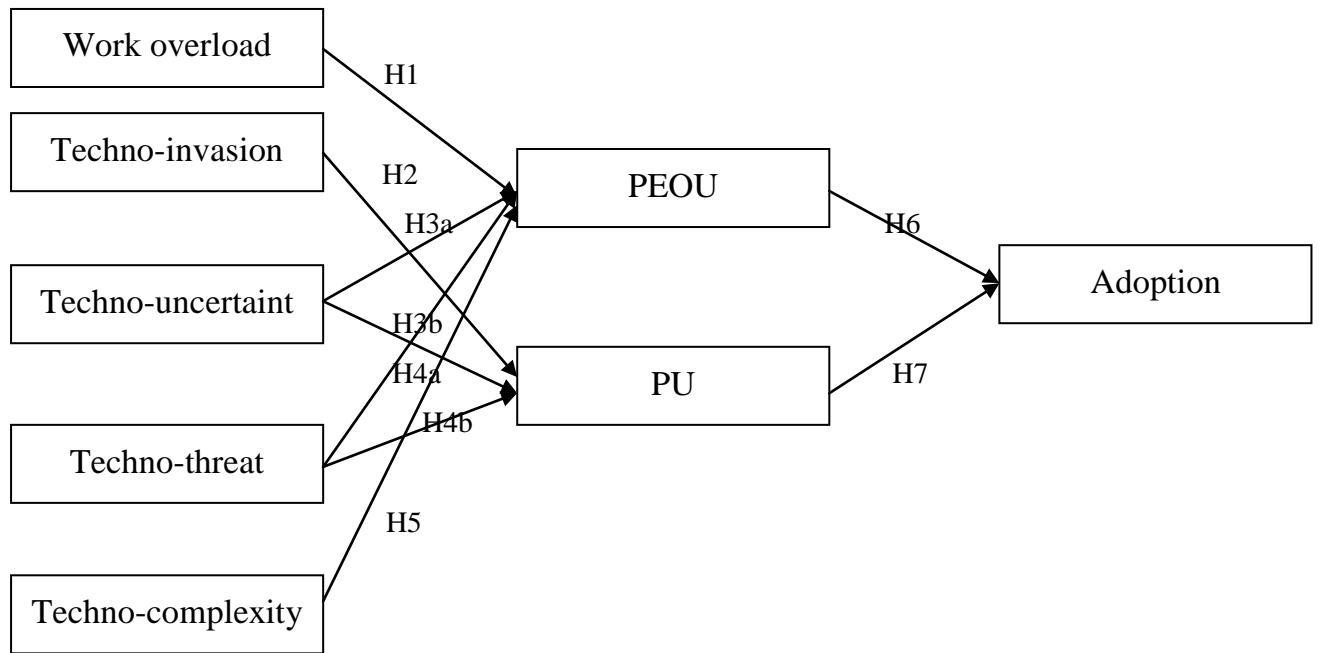 Work overload
H1
Techno-invasion
H2
PEOU
H3a
H6
Techno-uncertaint
Adoption
H3b
H4a
PU
H7
H4b
Techno-threat
H5
Techno-complexity